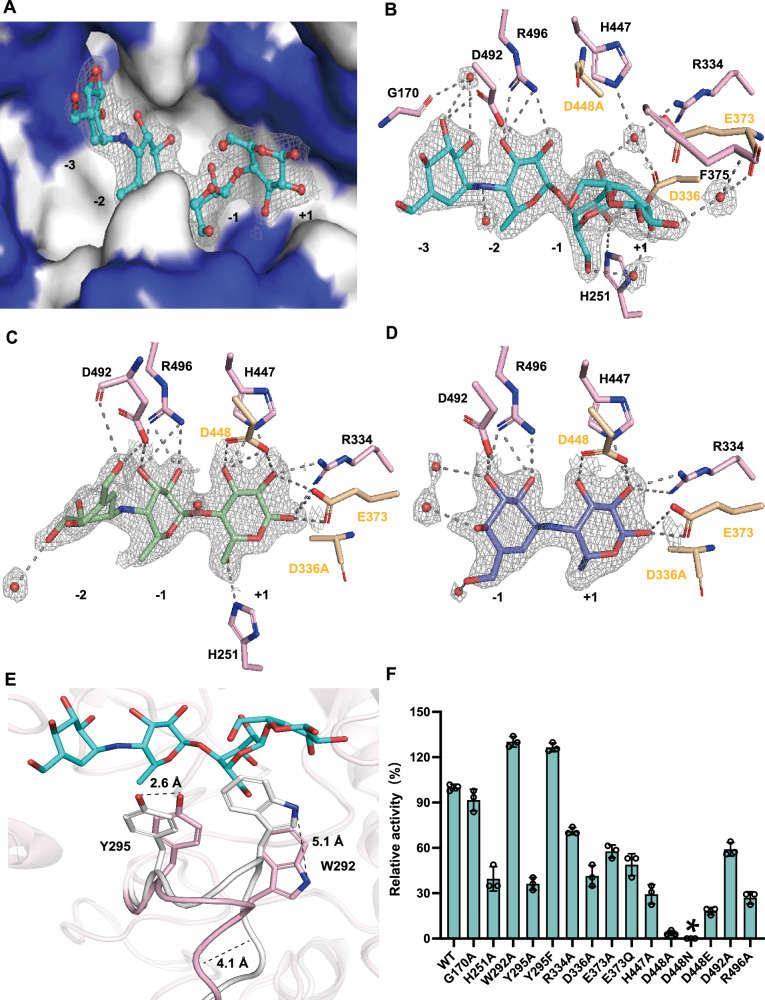 A
-3
-2
-1
+1
B
H447
R496
D492
R334
G170
D448A
E373
F375
D336
-3
-2
-1
+1
H251
C
R496
H447
D492
D448
R334
E373
D336A
-2
-1
+1
H251
D
R496
H447
D492
D448
R334
E373
D336A
-1
+1
E
2.6 Å
Y295
5.1 Å
W292
4.1 Å
F
Relative activity (%)
150
120
90
60
30
0
*
WT
G170A
H251A
W292A
Y295A
Y295F
R334A
D336A
E373A
E373Q
H447A
D448A
D448N
D448E
D492A
R496A